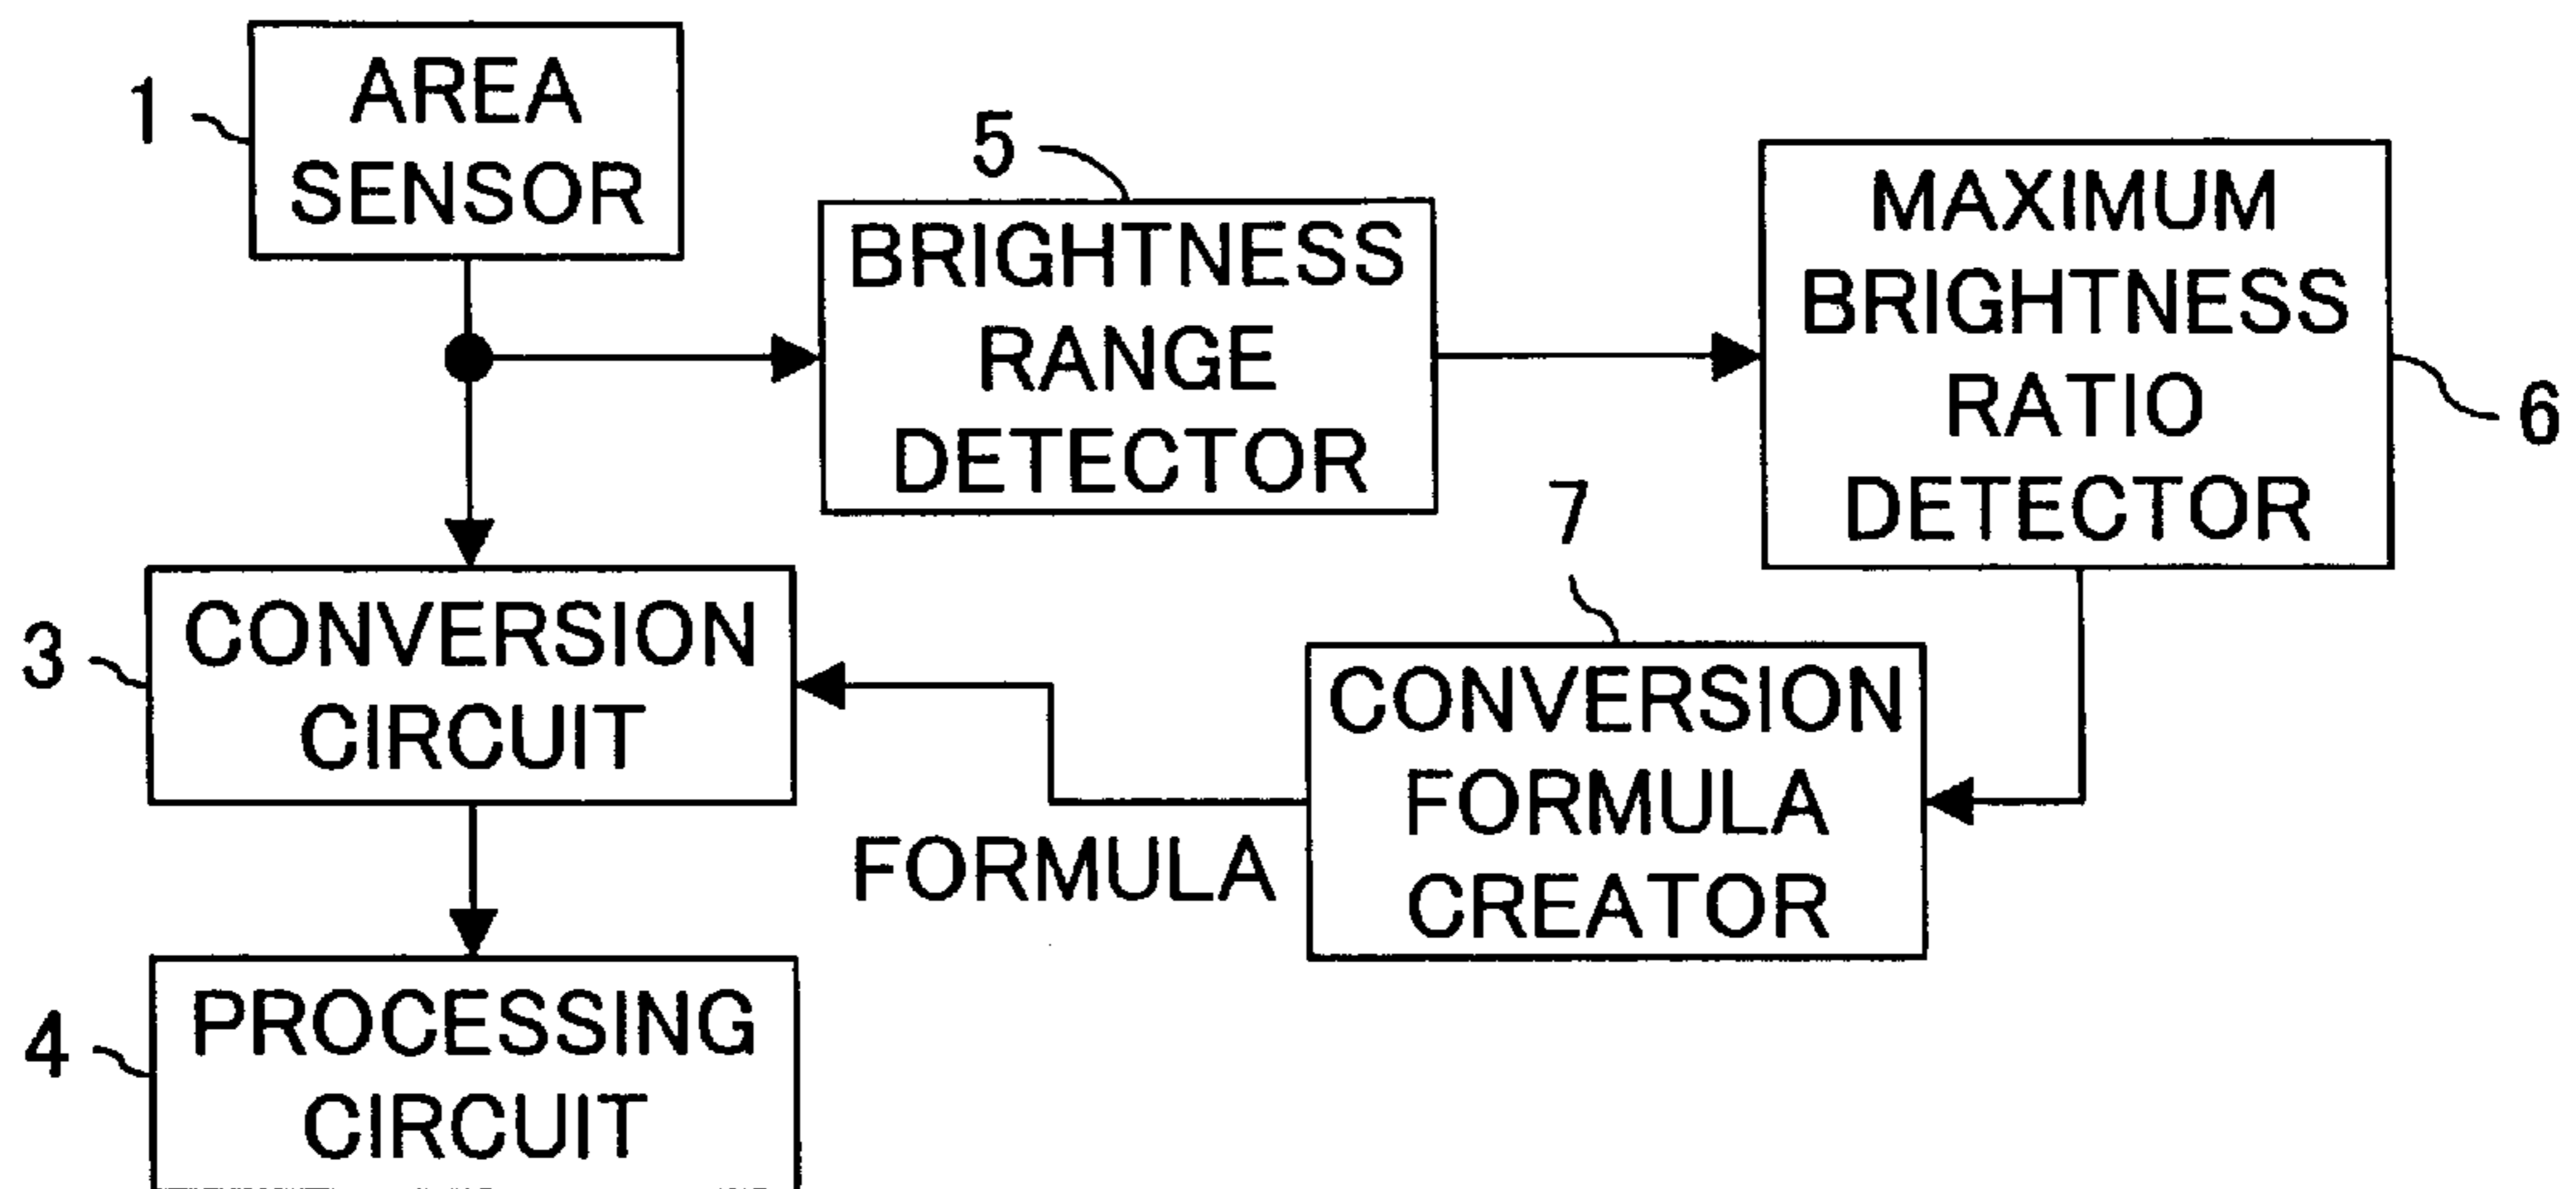 1
AREA
SENSOR
5
BRIGHTNESS
RANGE
DETECTOR
MAXIMUM
BRIGHTNESS
RATIO
DETECTOR
6
3
CONVERSION
CIRCUIT
7
CONVERSION
FORMULA
CREATOR
FORMULA
4
PROCESSING
CIRCUIT